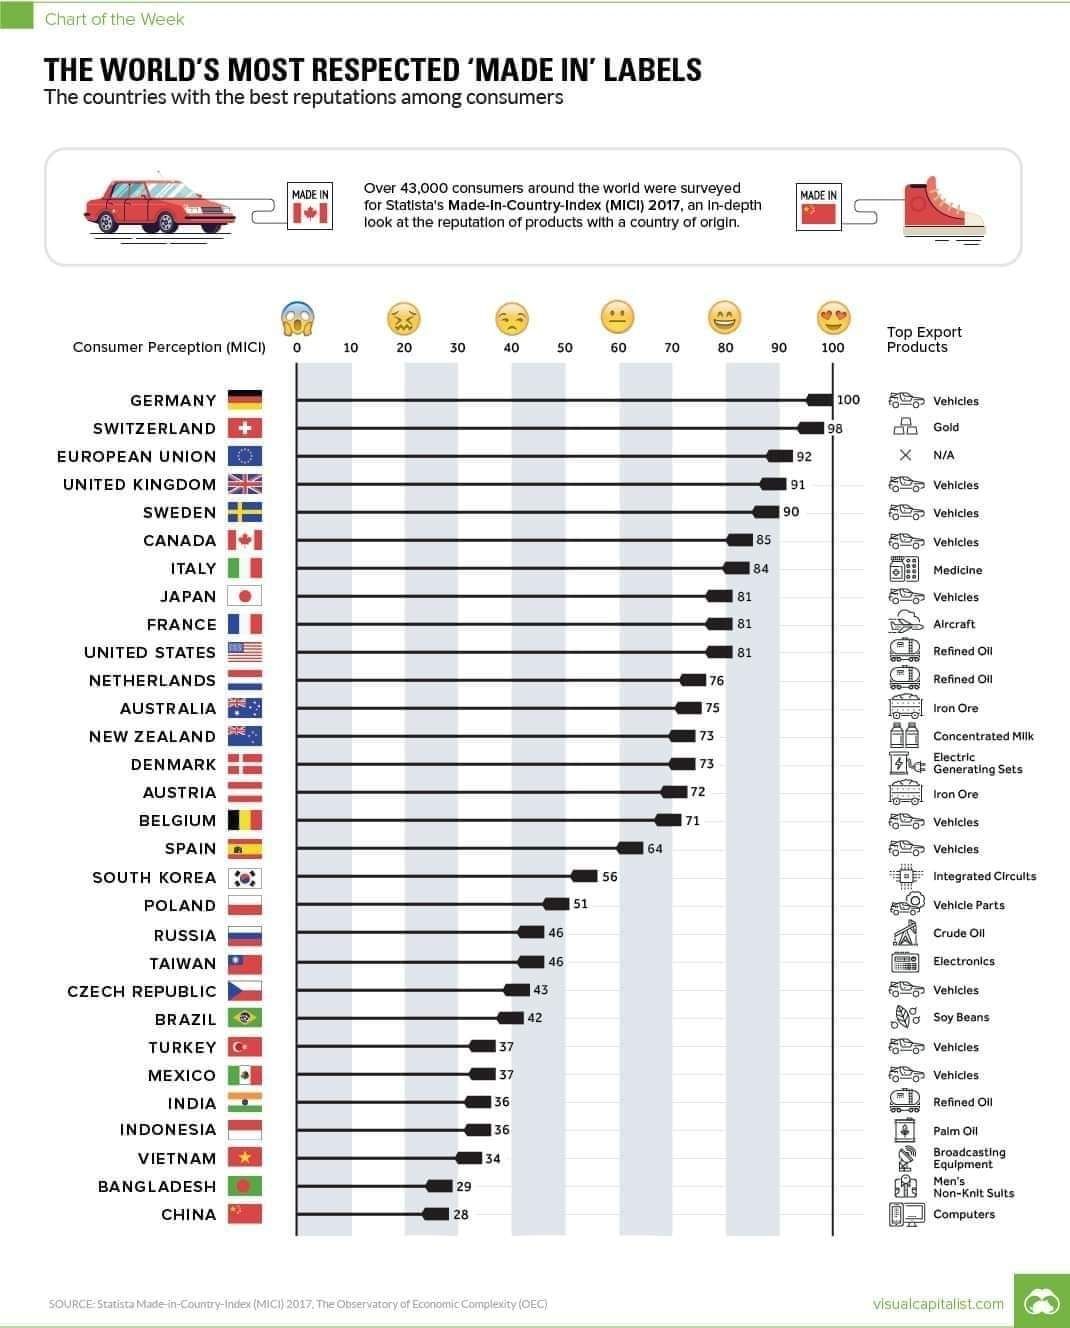 Chart of the Week
THE WORLD'S MOST RESPECTED 'MADE IN' LABELS
The countries with the best reputations among consumers
MADE IN
Over 43,000 consumers around the world were surveyed
for Statista's Made-In-Country-Index (MICI) 2017, an in-depth
look at the reputation of products with a country of origin.
MADE IN
Consumer Perception (MICI) 0 10 20 30 40 50 60 70 80 90 100
Top Export
Products
GERMANY 100 Vehicles
SWITZERLAND 98 Gold
EUROPEAN UNION 92 N/A
UNITED KINGDOM 91 Vehicles
SWEDEN 90 Vehicles
CANADA 85 Vehicles
ITALY 84 Medicine
JAPAN 81 Vehicles
FRANCE 81 Aircraft
UNITED STATES 81 Refined Oil
NETHERLANDS 76 Refined Oil
AUSTRALIA 75 Iron Ore
NEW ZEALAND 73 Concentrated Milk
DENMARK 73 Electric
Generating Sets
AUSTRIA 72 Iron Ore
BELGIUM 71 Vehicles
SPAIN 64 Vehicles
SOUTH KOREA 56 Integrated Circuits
POLAND 51 Vehicle Parts
RUSSIA 46 Crude Oil
TAIWAN 46 Electronics
CZECH REPUBLIC 43 Vehicles
BRAZIL 42 Soy Beans
TURKEY 37 Vehicles
MEXICO 37 Vehicles
INDIA 36 Refined Oil
INDONESIA 36 Palm Oil
VIETNAM 34 Broadcasting
Equipment
BANGLADESH 29 Men's
Non-Knit Suits
CHINA 28 Computers
SOURCE: Statista Made-in-Country-Index (MICI) 2017, The Observatory of Economic Complexity (OEC)
visualcapitalist.com